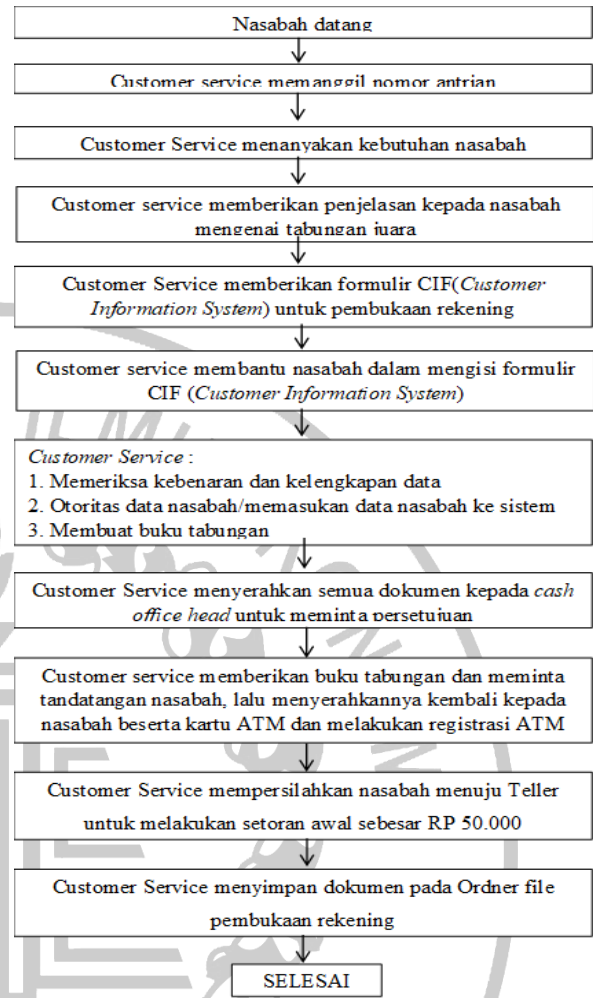 Nasabah datang
Customer service memanggil nomor antrian
Customer Service menanyakan kebutuhan nasabah
Customer service memberikan penjelasan kepada nasabah
mengenai tabungan juara
Customer Service memberikan formulir CIF(Customer
Information System) untuk pembukaan rekening
Customer service membantu nasabah dalam mengisi formulir
CIF (Customer Information System)
Customer Service :
1. Memeriksa kebenaran dan kelengkapan data
2. Otoritas data nasabah/memasukan data nasabah ke sistem
3. Membuat buku tabungan
Customer Service menyerahkan semua dokumen kepada cash
office head untuk meminta persetujuan
Customer service memberikan buku tabungan dan meminta
tandatangan nasabah, lalu menyerahkannya kembali kepada
nasabah beserta kartu ATM dan melakukan registrasi ATM
Customer Service mempersilahkan nasabah menuju Teller
untuk melakukan setoran awal sebesar RP 50.000
Customer Service menyimpan dokumen pada Ordner file
pembukaan rekening
SELESAI